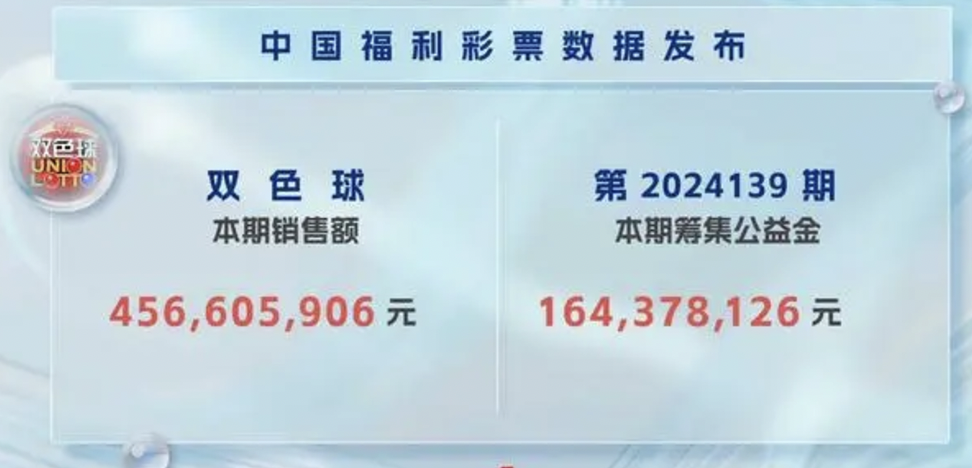 中国福利彩票数据发布
双色球
UNION
LOTTO
双色球
本期销售额
456,605,906 元
第 2024139 期
本期筹集公益金
164,378,126 元